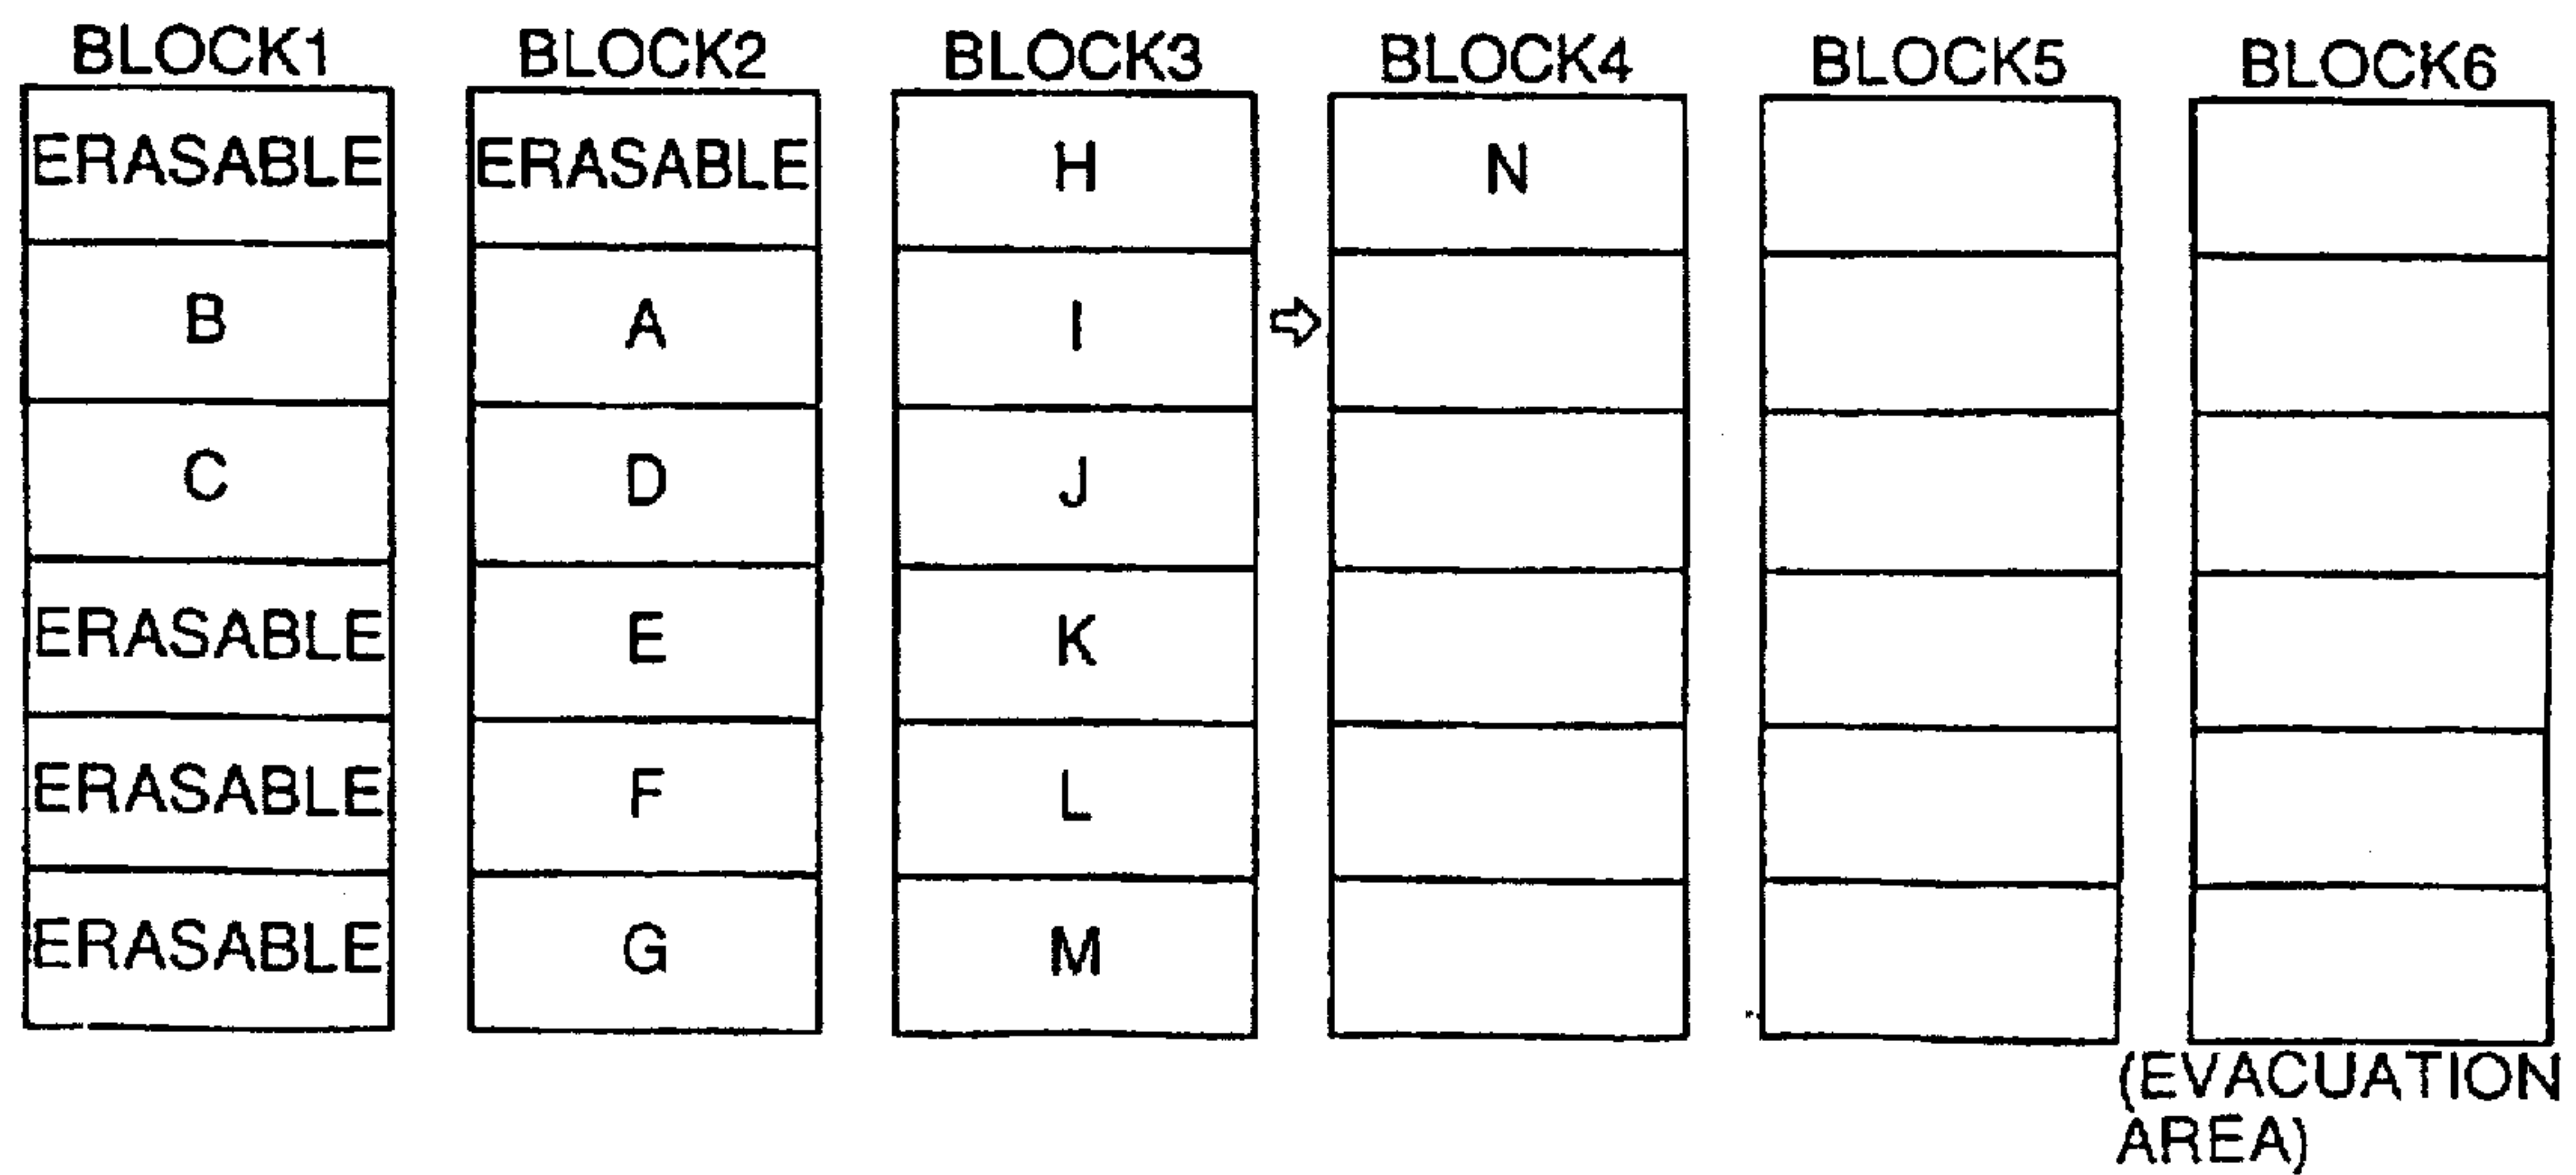 BLOCK1 BLOCK2 BLOCK3 BLOCK4 BLOCK5 BLOCK6
ERASABLE ERASABLE H N
B A I
C D J
ERASABLE E K
ERASABLE F L
ERASABLE G M
(EVACUATION
AREA)